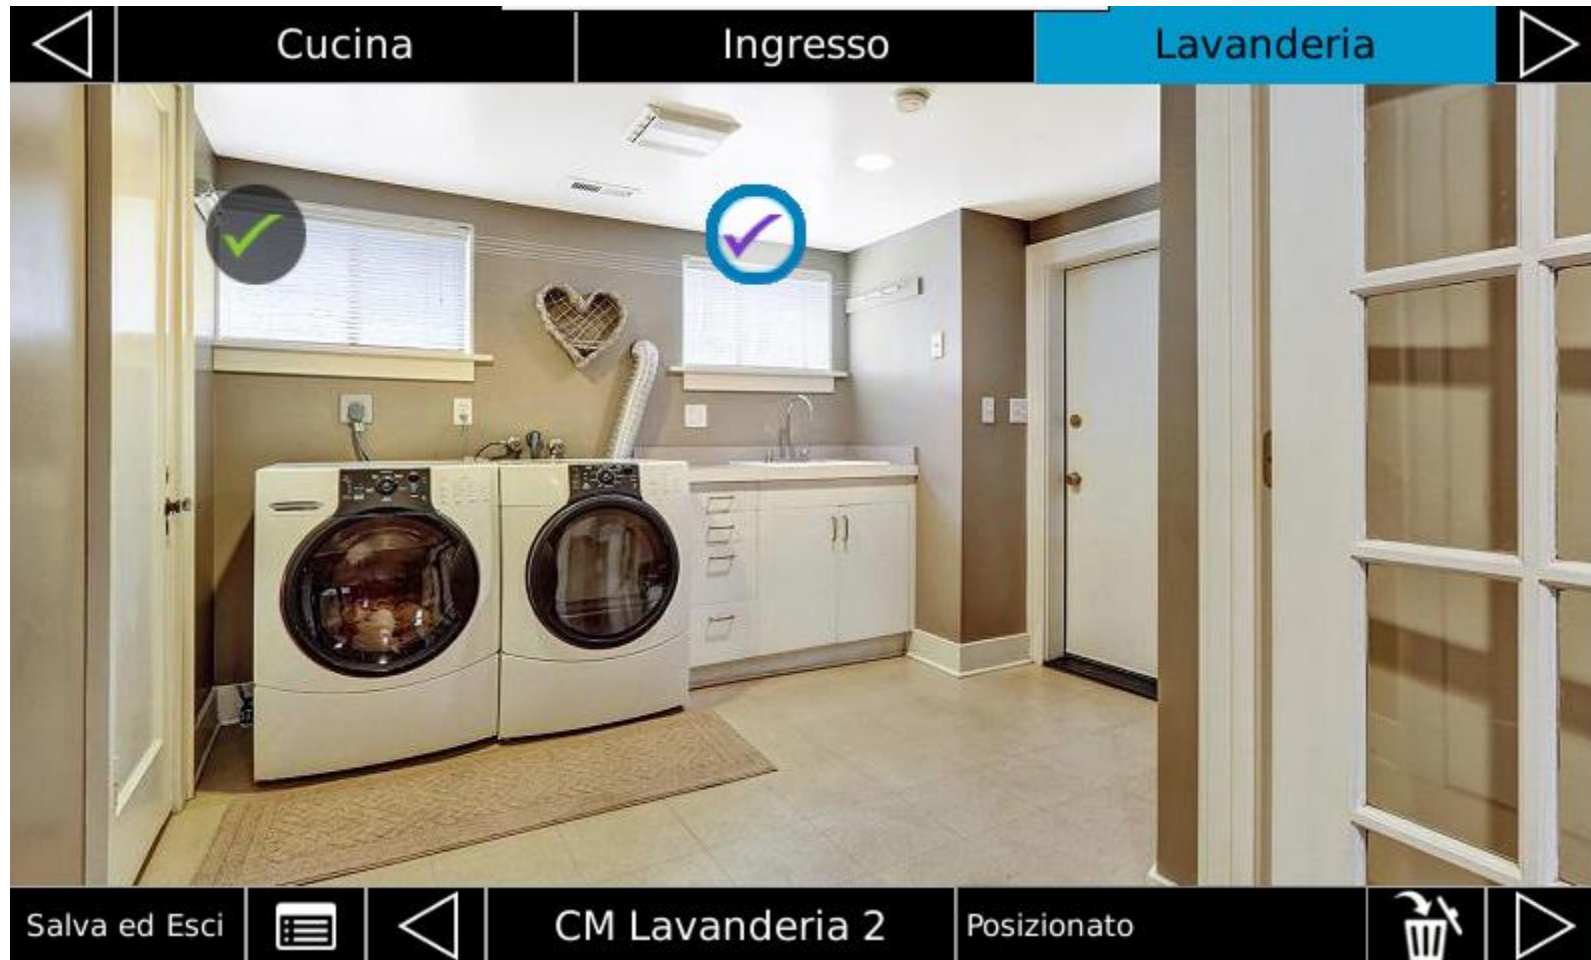 Cucina
Ingresso
Lavanderia
Salva ed Esci
CM Lavanderia 2
Posizionato